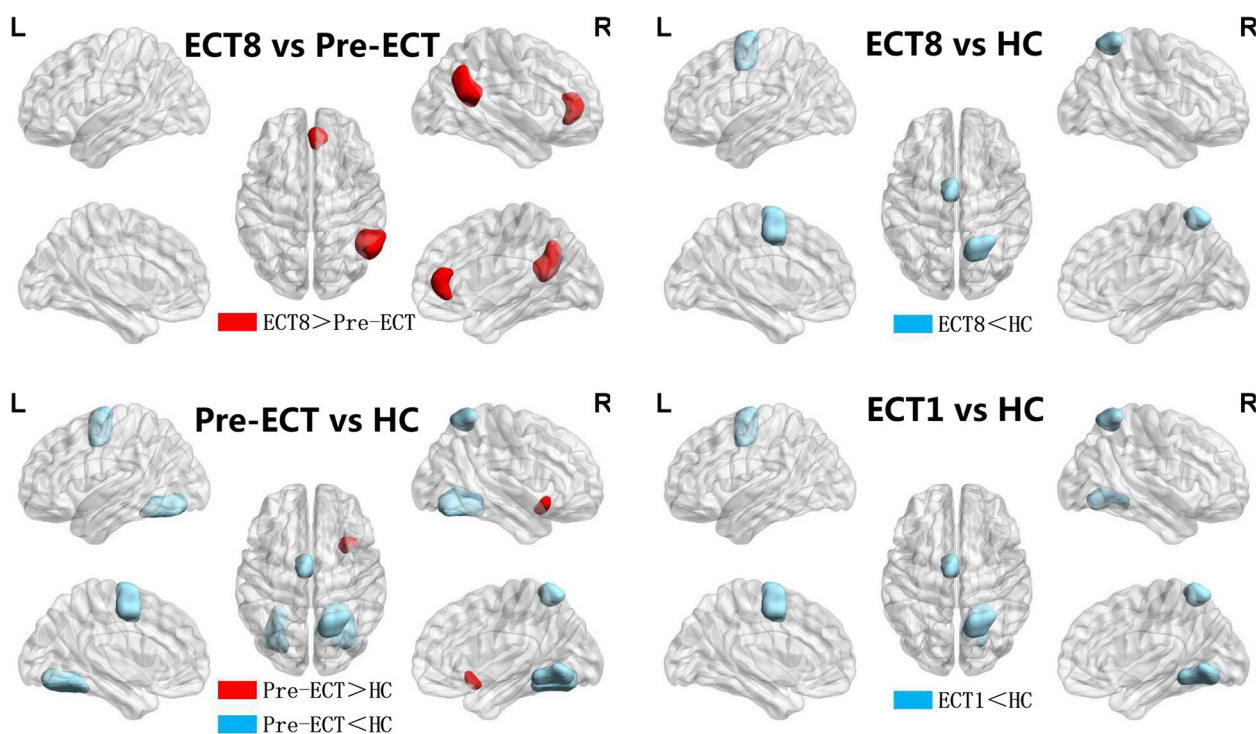 L
ECT8 vs Pre-ECT
R
ECT8 vs HC
ECT8>Pre-ECT
ECT8<HC
L
Pre-ECT vs HC
R
L
ECT1 vs HC
R
Pre-ECT>HC
Pre-ECT<HC
ECT1<HC